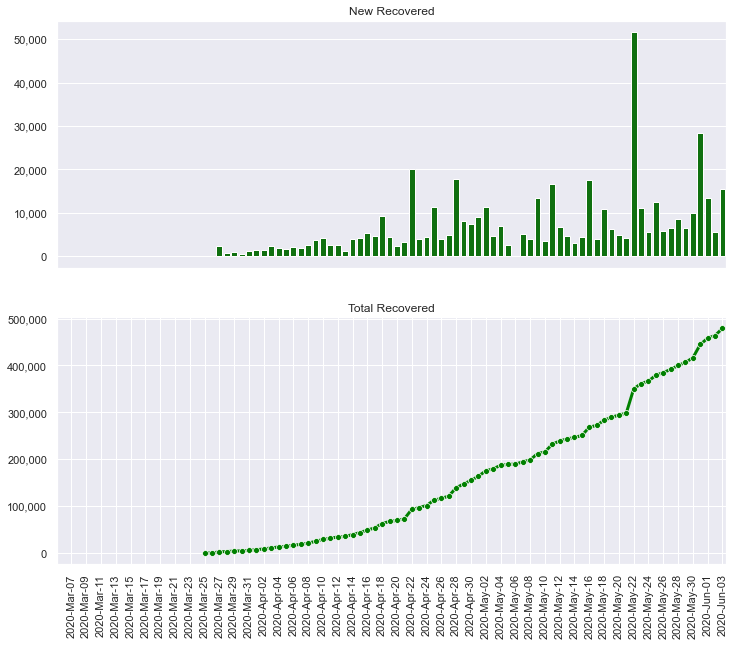 New Recovered
50,000
40,000
30,000
20,000
10,000
0
Total Recovered
500,000
400,000
300,000
200,000
100,000
0
2020-Mar-07
2020-Mar-09
2020-Mar-11
2020-Mar-13
2020-Mar-15
2020-Mar-17
2020-Mar-19
2020-Mar-21
2020-Mar-23
2020-Mar-25
2020-Mar-27
2020-Mar-29
2020-Mar-31
2020-Apr-02
2020-Apr-04
2020-Apr-06
2020-Apr-08
2020-Apr-10
2020-Apr-12
2020-Apr-14
2020-Apr-16
2020-Apr-18
2020-Apr-20
2020-Apr-22
2020-Apr-24
2020-Apr-26
2020-Apr-28
2020-Apr-30
2020-May-02
2020-May-04
2020-May-06
2020-May-08
2020-May-10
2020-May-12
2020-May-14
2020-May-16
2020-May-18
2020-May-20
2020-May-22
2020-May-24
2020-May-26
2020-May-28
2020-May-30
2020-Jun-01
2020-Jun-03